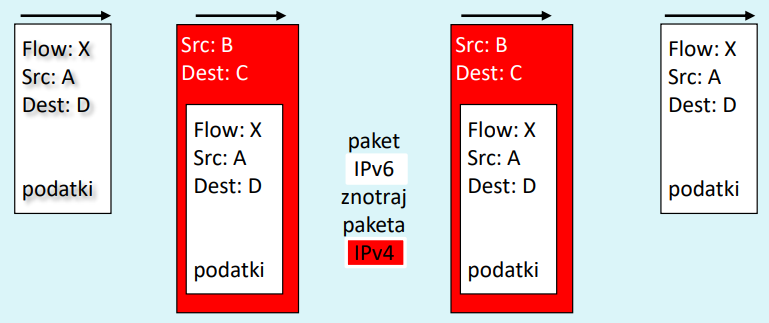 Flow: X
Src: A
Dest: D
podatki
Src: B
Dest: C
Flow: X
Src: A
Dest: D
podatki
paket
IPv6
znotraj
paketa
IPv4
Src: B
Dest: C
Flow: X
Src: A
Dest: D
podatki
Flow: X
Src: A
Dest: D
podatki